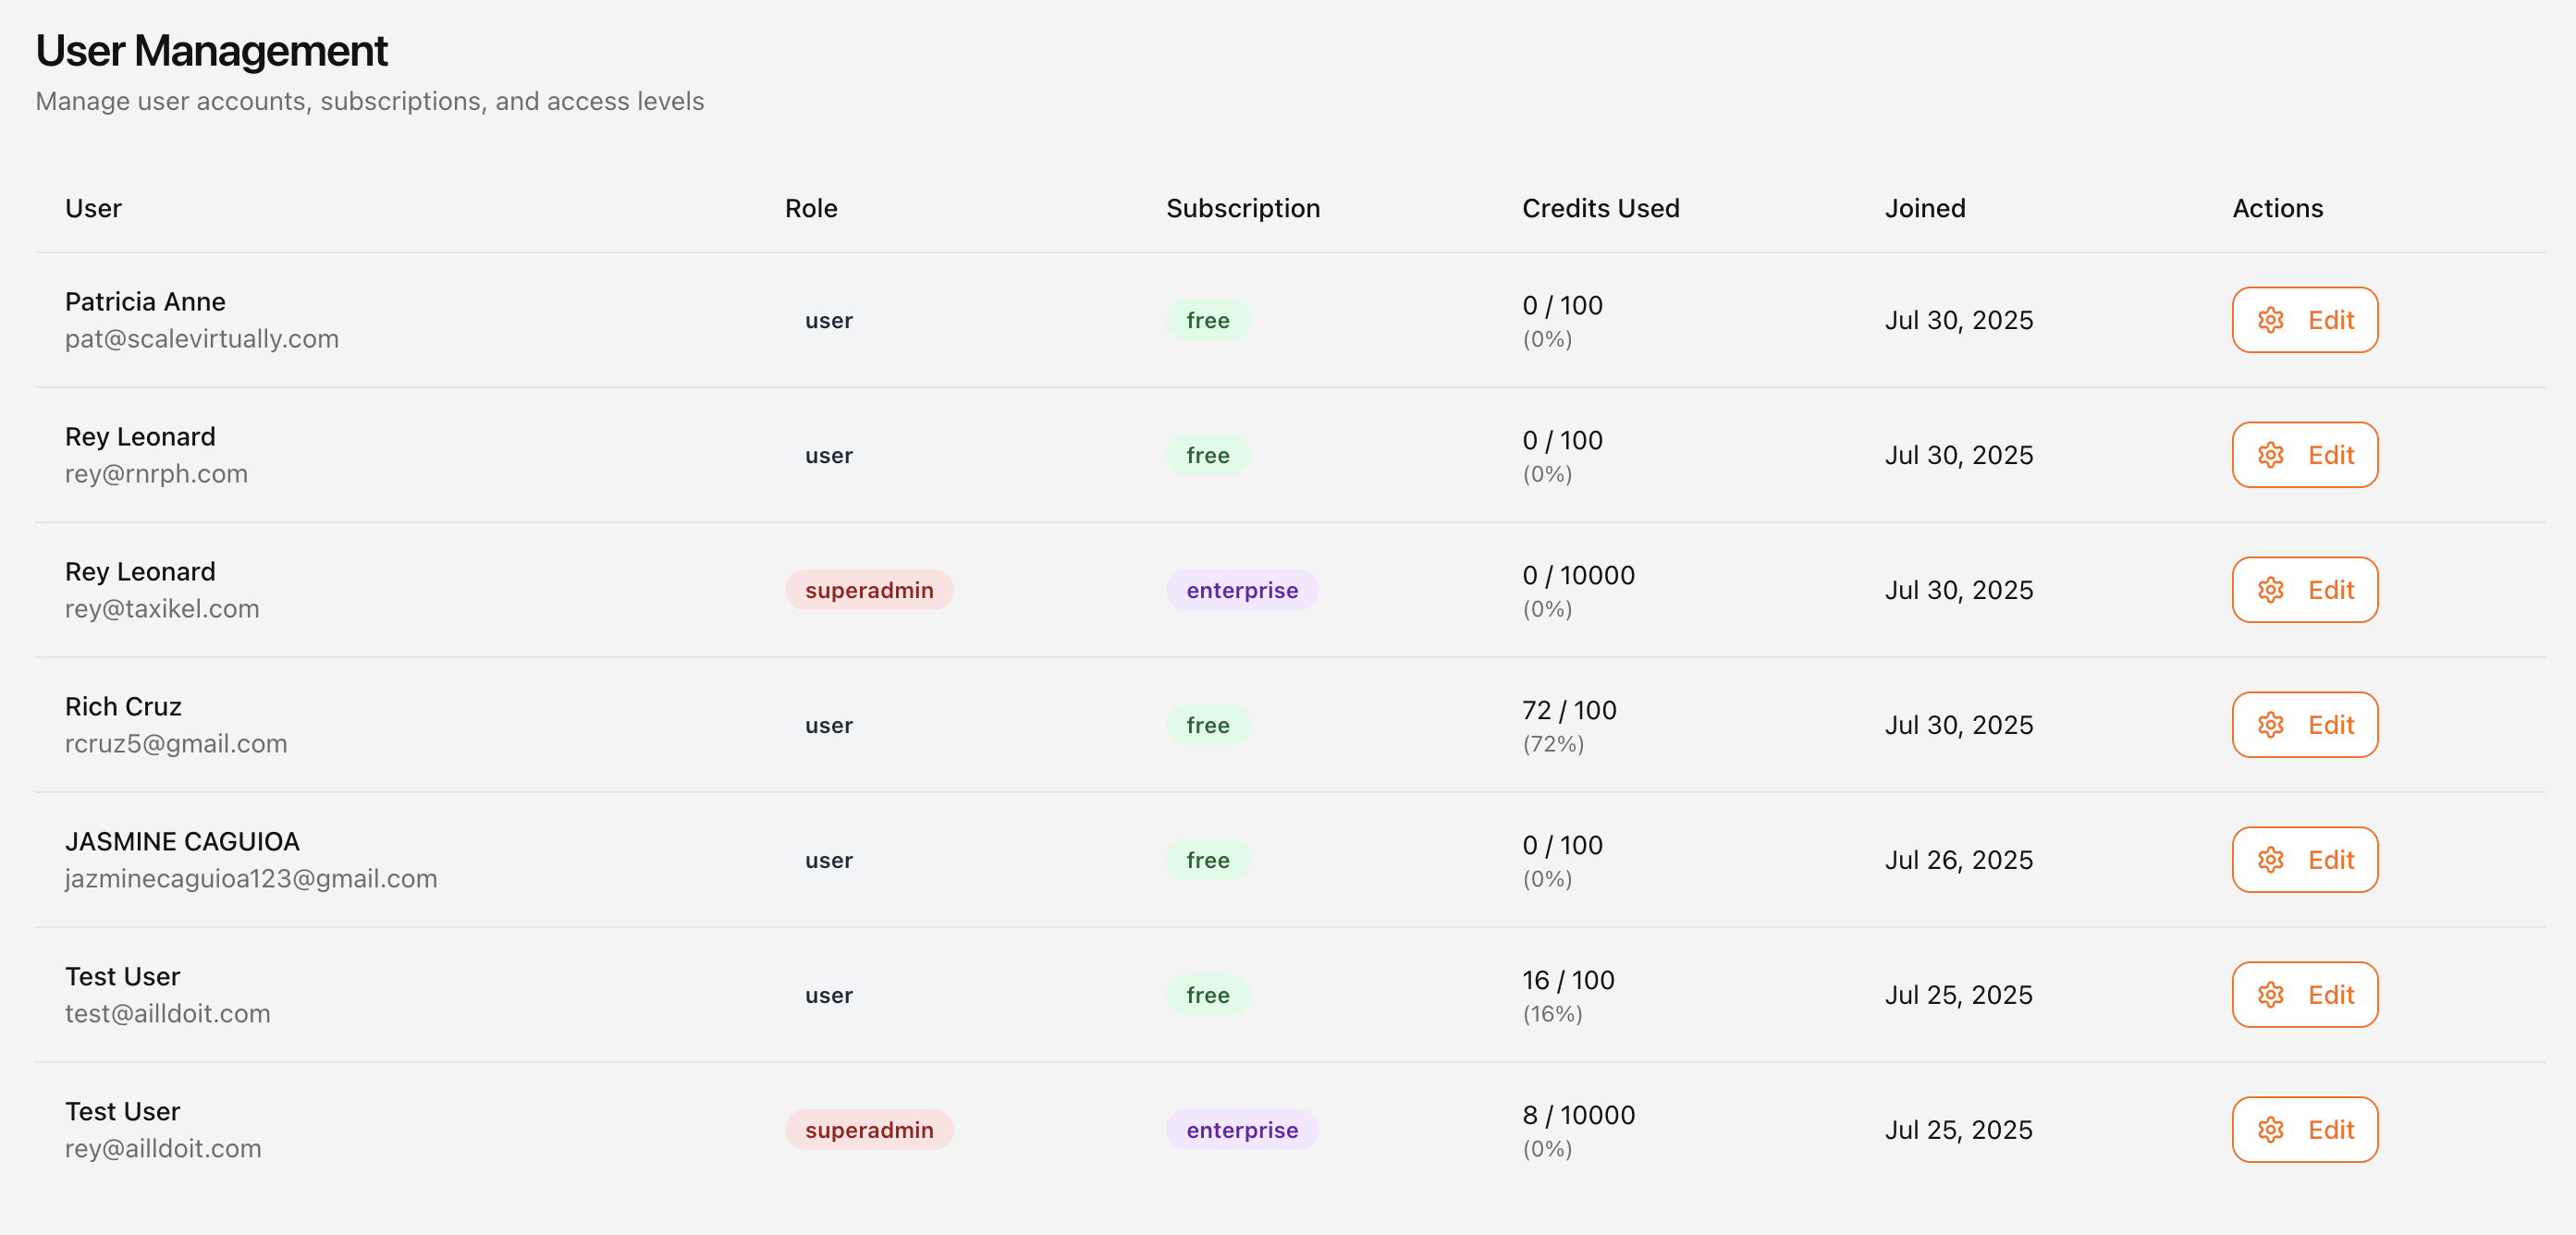 User Management
Manage user accounts, subscriptions, and access levels
User Role Subscription Credits Used Joined Actions
Patricia Anne
pat@scalevirtually.com
user free 0 / 100
(0%)
Jul 30, 2025 Edit
Rey Leonard
rey@rnrph.com
user free 0 / 100
(0%)
Jul 30, 2025 Edit
Rey Leonard
rey@taxikel.com
superadmin enterprise 0 / 10000
(0%)
Jul 30, 2025 Edit
Rich Cruz
rcruz5@gmail.com
user free 72 / 100
(72%)
Jul 30, 2025 Edit
JASMINE CAGUIOA
jazminecaguioa123@gmail.com
user free 0 / 100
(0%)
Jul 26, 2025 Edit
Test User
test@ailldoit.com
user free 16 / 100
(16%)
Jul 25, 2025 Edit
Test User
rey@ailldoit.com
superadmin enterprise 8 / 10000
(0%)
Jul 25, 2025 Edit